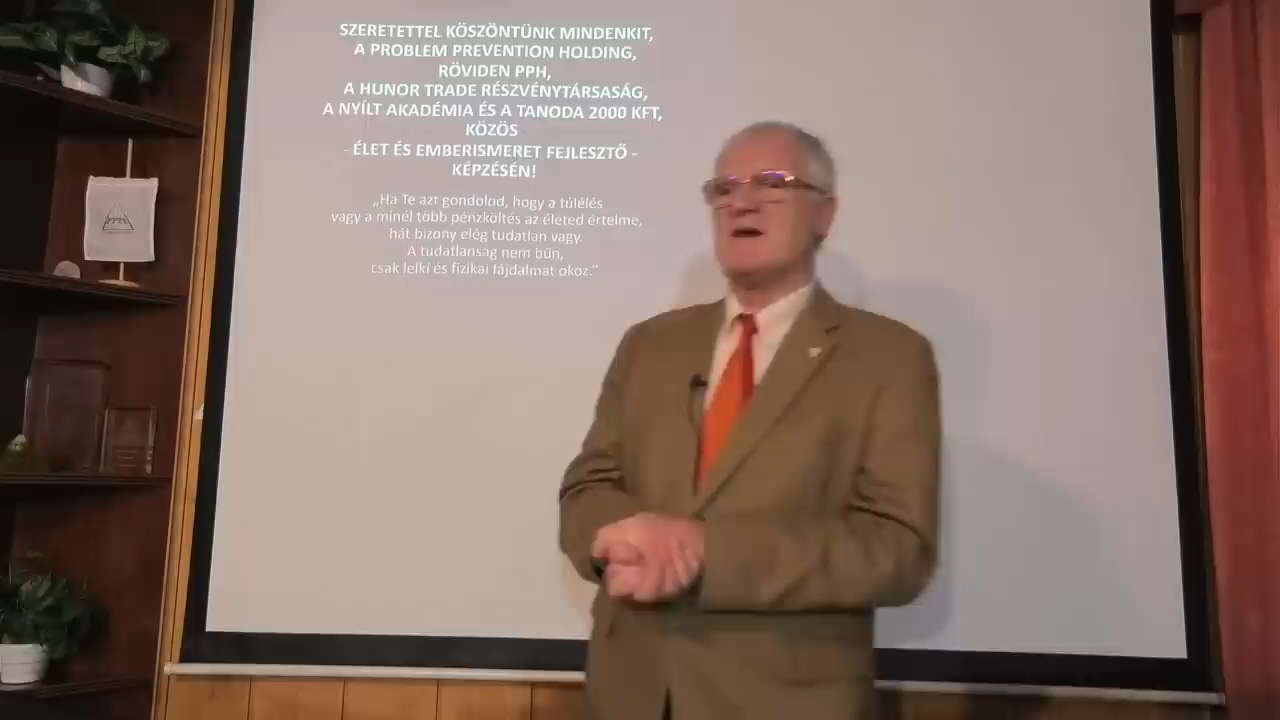 SZERETETTEL KÖSZÖNTÜNK MINDENKIT,
A PROBLEM PREVENTION HOLDING,
RÖVIDEN PPH,
A HUNOR TRADE RÉSZVÉNYTÁRSASÁG,
A NYÍLT AKADÉMIA ÉS A TANODA 2000 KFT,
KÖZÖS
- ÉLET ÉS EMBERISMERET FEJLESZTŐ -
KÉPZÉSÉN!
„Ha Te azt gondolod, hogy a túlélés
vagy a minél több pénzköltés az életed értelme,
hát bizony elég tudatlan vagy.
A tudatlanság nem bűn,
csak lelki és fizikai fájdalmat okoz.”